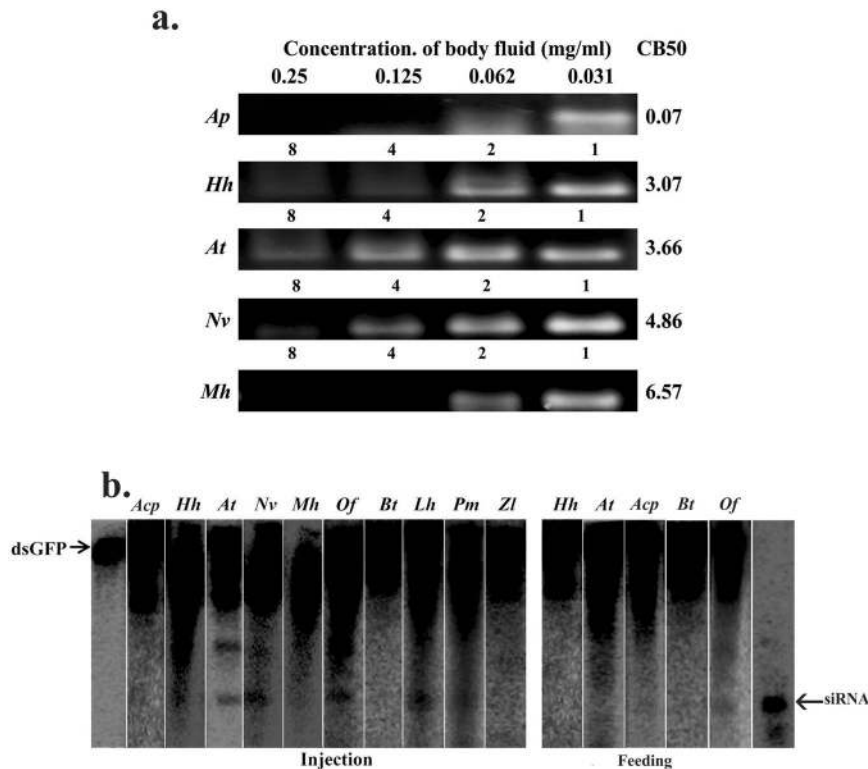 a.
Concentration. of body fluid (mg/ml) CB50
0.25 0.125 0.062 0.031
Ap 0.07
8 4 2 1
Hh 3.07
8 4 2 1
At 3.66
8 4 2 1
Nv 4.86
8 4 2 1
Mh 6.57
b.
Acp Hh At Nv Mh Of Bt Lh Pm Zl Hh At Acp Bt Of
dsGFP
siRNA
Injection Feeding